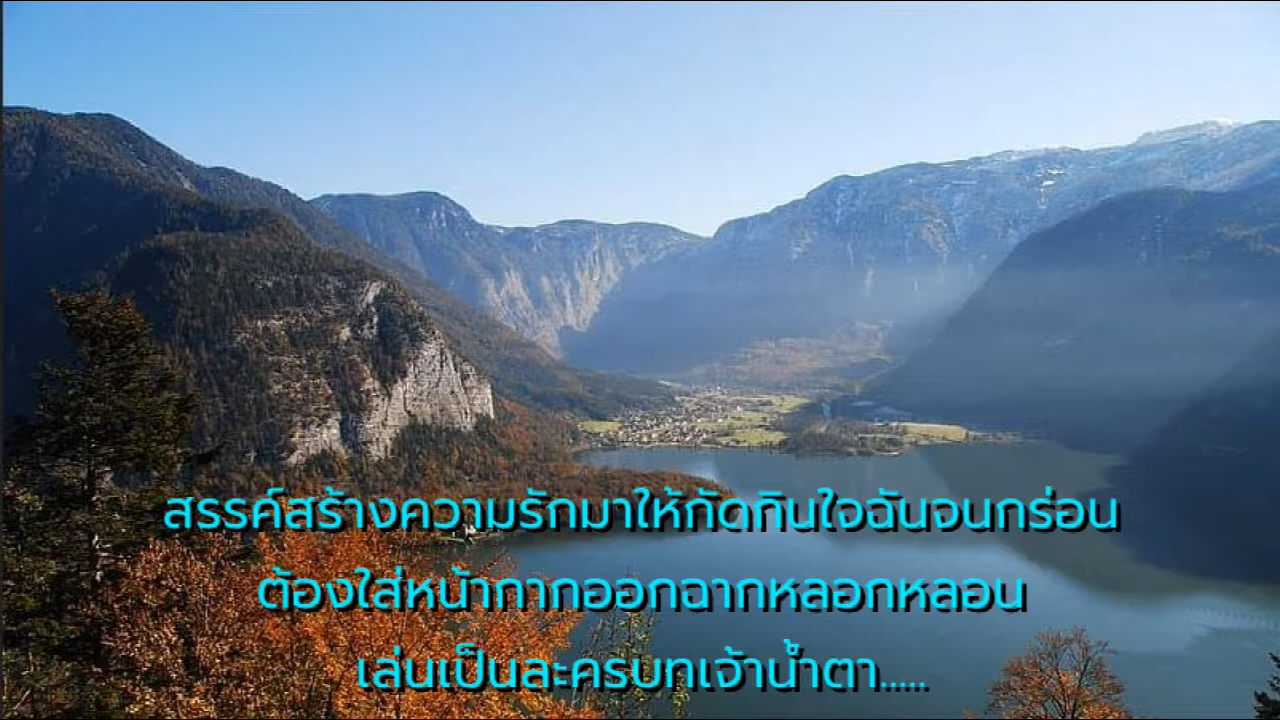 สรรค์สร้างความรักมาให้กัดกินใจฉันจนกร่อน
ต้องใส่หน้ากากออกฉากหลอกหลอน
เล่นเป็นละครบทเจ้าน้ำตา.....